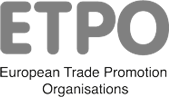 ETPO
European Trade Promotion
Organisations